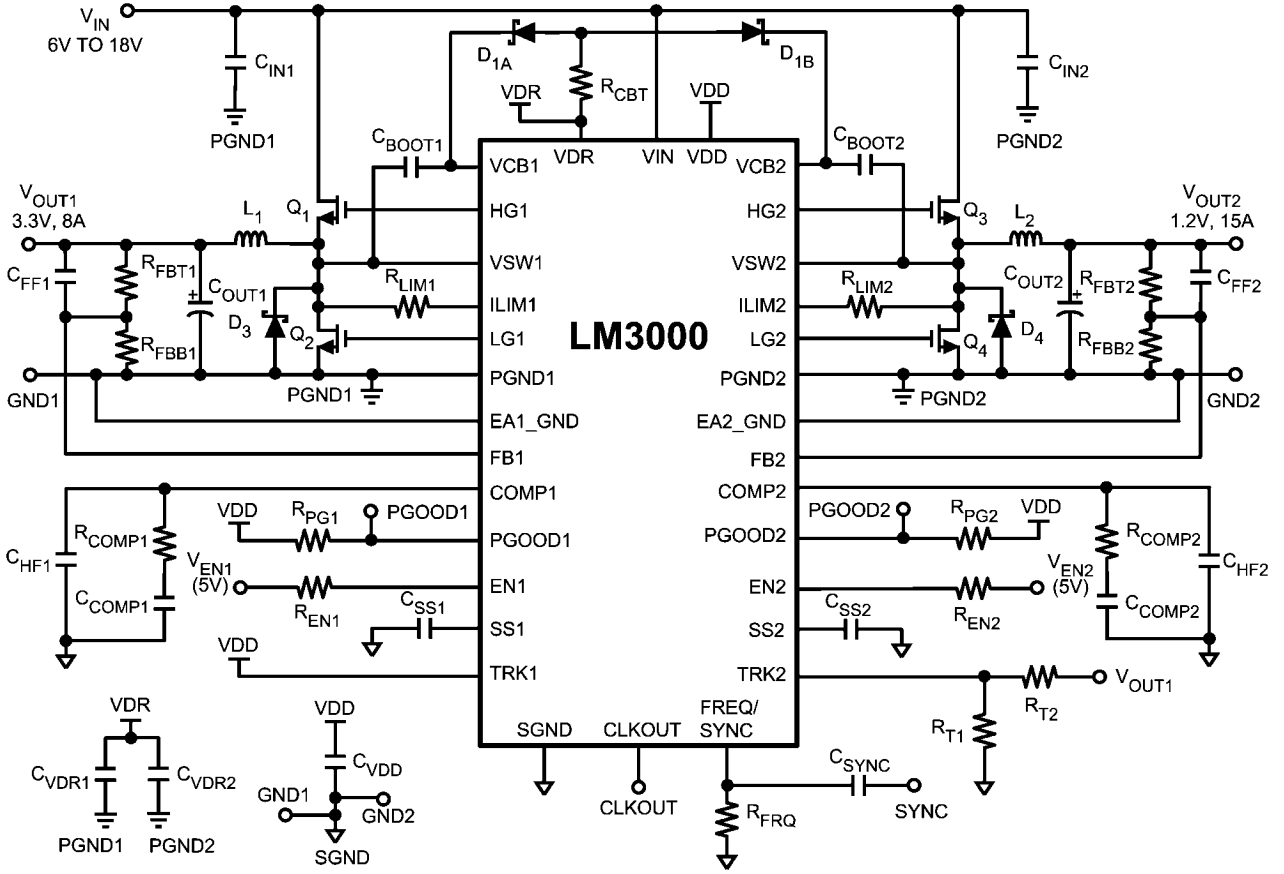 VIN
6V TO 18V
CIN1
PGND1
D1A
D1B
RCBT
VDR
VDD
CIN2
PGND2
CBOOT1
CBOOT2
VDR
VIN
VDD
VCB1
VCB2
VOUT1
3.3V, 8A
L1
Q1
HG1
HG2
Q3
L2
VOUT2
1.2V, 15A
CFF1
RFBT1
COUT1
+
RLIM1
VSW1
VSW2
RLIM2
COUT2
+
RFBT2
CFF2
ILIM1
ILIM2
D3
Q2
LG1
LM3000
LG2
Q4
D4
RFBB1
RFBB2
GND1
PGND1
PGND1
PGND2
PGND2
GND2
EA1_GND
EA2_GND
FB1
FB2
COMP1
COMP2
CHF1
RCOMP1
CCOMP1
VDD
RPG1
PGOOD1
PGOOD1
PGOOD2
PGOOD2
RPG2
VDD
RCOMP2
CCOMP2
CHF2
VEN1
(5V)
REN1
EN1
EN2
REN2
VEN2
(5V)
CSS1
SS1
SS2
CSS2
VDD
TRK1
TRK2
RT2
VOUT1
RT1
SGND
CLKOUT
FREQ/
SYNC
CLKOUT
CSYNC
SYNC
RFRQ
VDR
CVDR1
CVDR2
PGND1
PGND2
VDD
CVDD
GND1
GND2
SGND